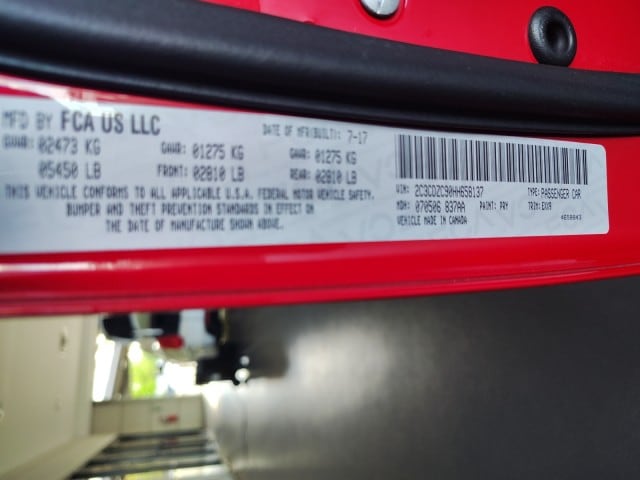 MFD BY FCA US LLC DATE OF MFR(BUILT): 7-17
GVWR: 02473 KG GAWR: 01275 KG GAWR: 01275 KG
05450 LB FRONT: 02810 LB REAR: 02810 LB
THIS VEHICLE CONFORMS TO ALL APPLICABLE U.S.A. FEDERAL MOTOR VEHICLE SAFETY,
BUMPER AND THEFT PREVENTION STANDARDS IN EFFECT ON
THE DATE OF MANUFACTURE SHOWN ABOVE.
VIN: 2C3CDZC90HH658137 TYPE: PASSENGER CAR
MDH: 070506 837AA PAINT: PRY TRIM: EXX9
VEHICLE MADE IN CANADA